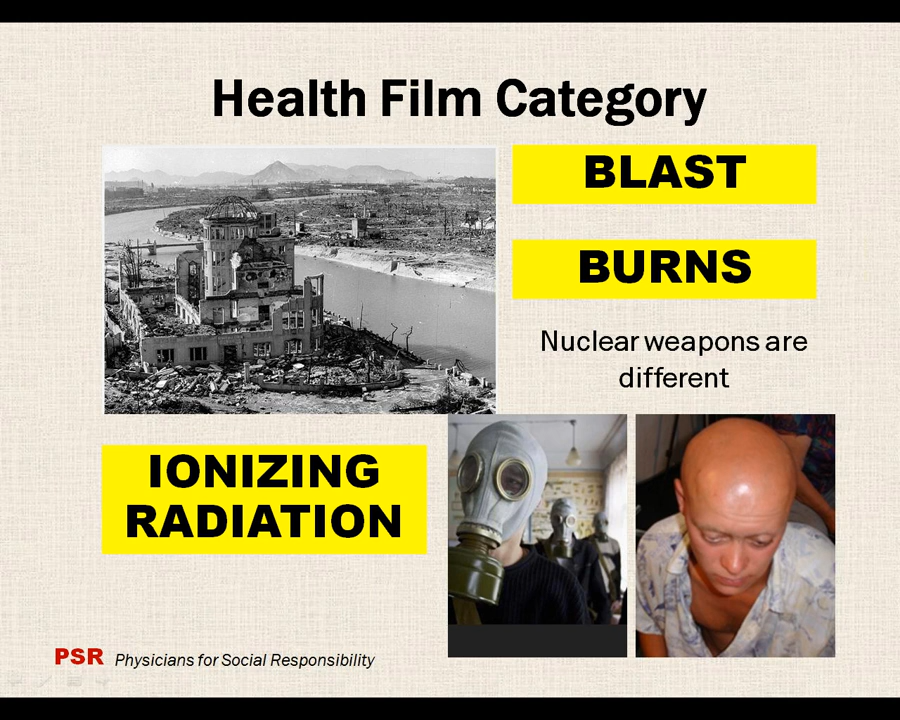 Health Film Category
BLAST
BURNS
Nuclear weapons are
different
IONIZING
RADIATION
PSR Physicians for Social Responsibility